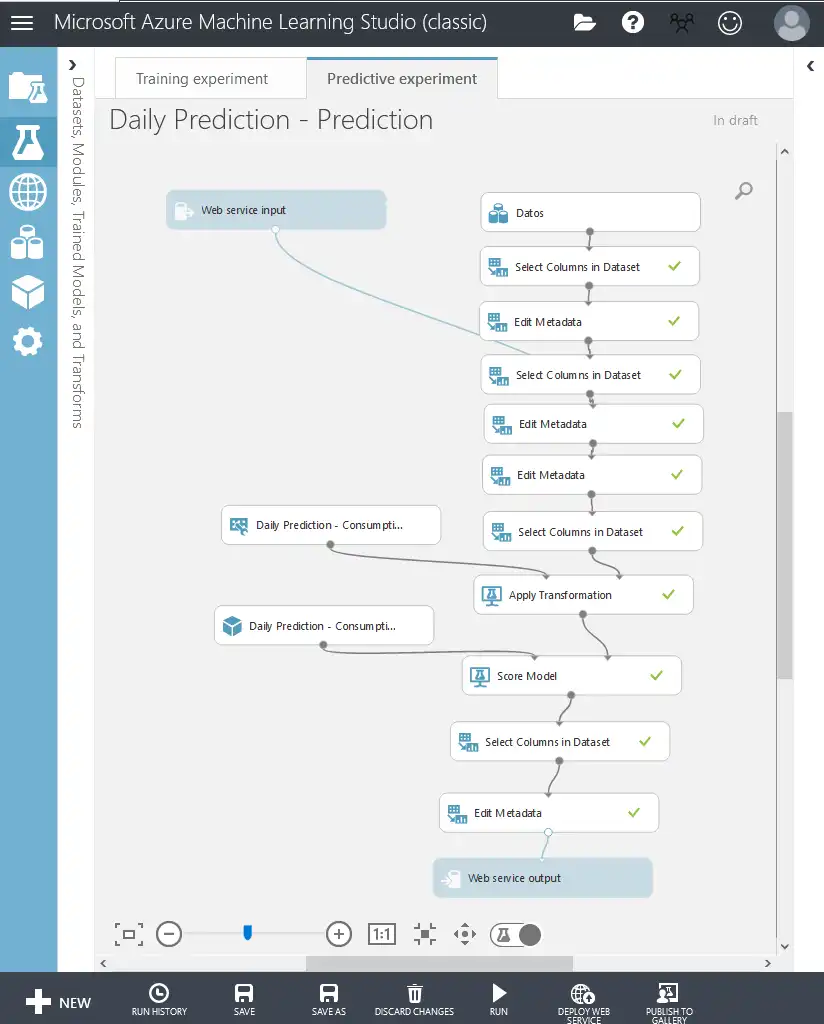 Microsoft Azure Machine Learning Studio (classic)
Datasets, Modules, Trained Models, and Transforms
Training experiment
Predictive experiment
Daily Prediction - Prediction
In draft
Web service input
Datos
Select Columns in Dataset
Edit Metadata
Select Columns in Dataset
Edit Metadata
Edit Metadata
Daily Prediction - Consumpti...
Select Columns in Dataset
Apply Transformation
Daily Prediction - Consumpti...
Score Model
Select Columns in Dataset
Edit Metadata
Web service output
1:1
NEW
RUN HISTORY
SAVE
SAVE AS
DISCARD CHANGES
RUN
DEPLOY WEB
SERVICE
PUBLISH TO
GALLERY